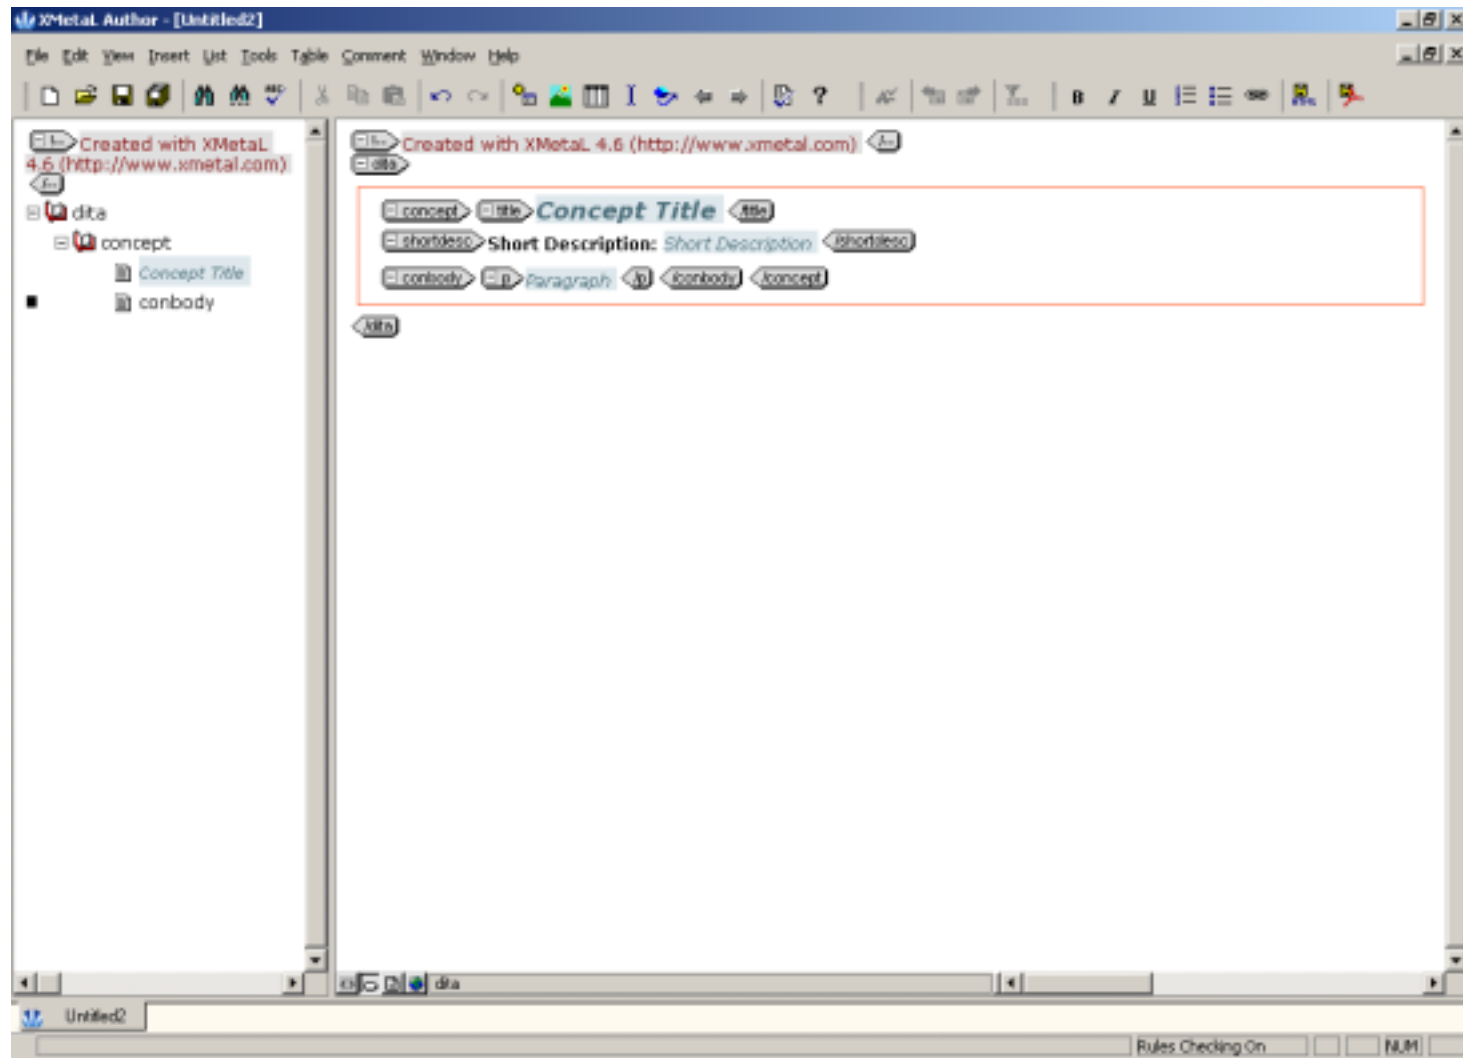 XMetaL Author - [Untitled2]
File Edit View Insert List Tools Table Comment Window Help
B I U
Created with XMetaL
4.6 (http://www.xmetal.com)
dita
concept
Concept Title
conbody
Created with XMetaL 4.6 (http://www.xmetal.com)
dita
concept title Concept Title /title
shortdesc Short Description: Short Description /shortdesc
conbody p Paragraph /p /conbody /concept
/dita
dita
Untitled2
Rules Checking On NUM